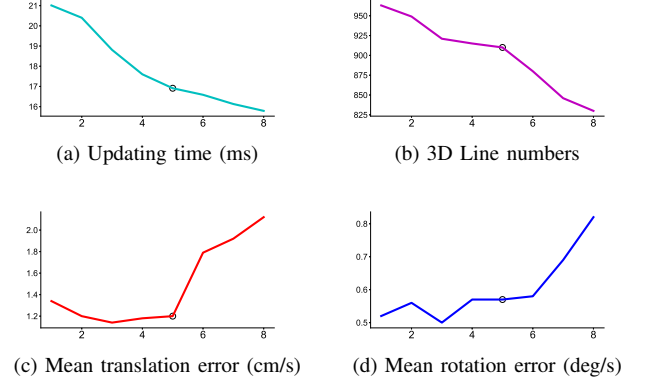 21
20
19
18
17
16
2 4 6 8
(a) Updating time (ms)
950
925
900
875
850
825
2 4 6 8
(b) 3D Line numbers
2.0
1.8
1.6
1.4
1.2
2 4 6 8
(c) Mean translation error (cm/s)
0.8
0.7
0.6
0.5
2 4 6 8
(d) Mean rotation error (deg/s)